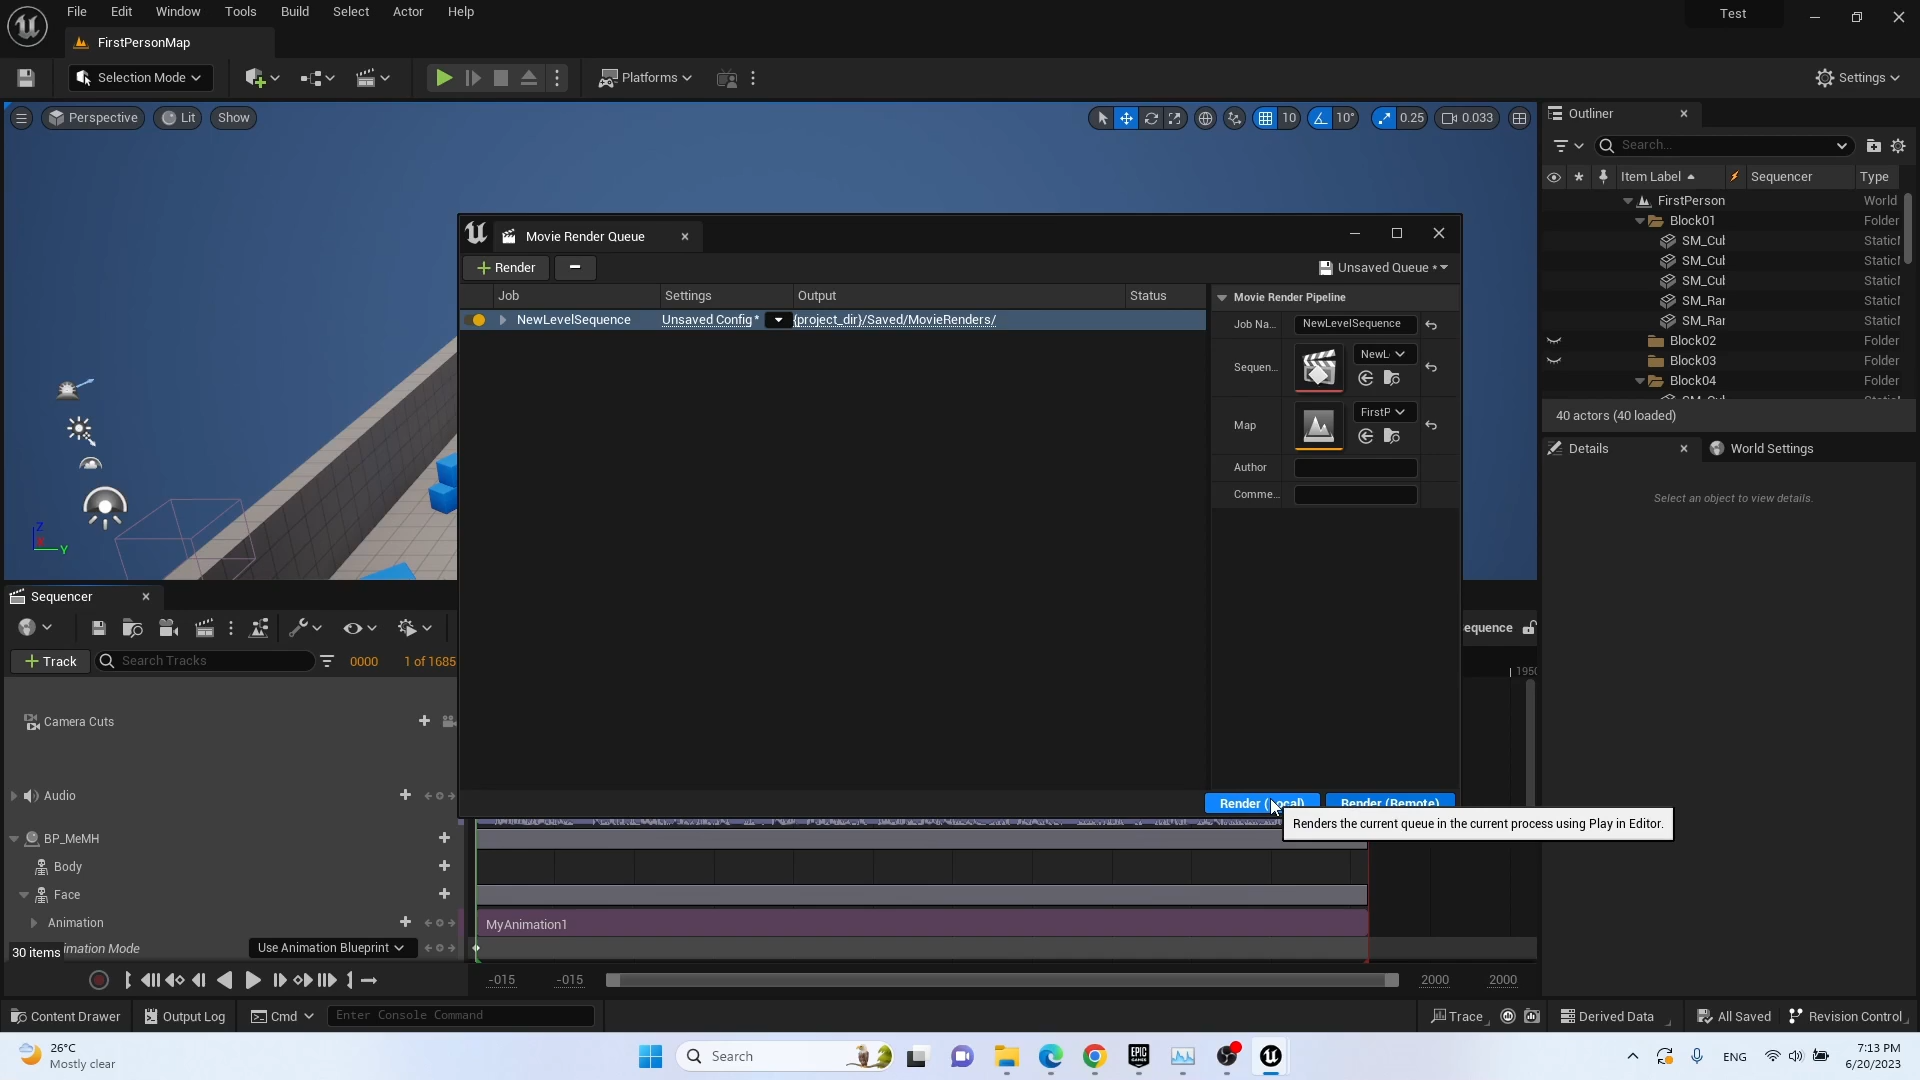 File Edit Window Tools Build Select Actor Help
Test
FirstPersonMap
Selection Mode
Platforms
Settings
Perspective
Lit
Show
10
10°
0.25
0.033
Outliner
Search...
Item Label
Sequencer
Type
FirstPerson World
Block01 Folder
SM_Cul
SM_Cul
SM_Cul
SM_Rar
SM_Rar
Block02 Folder
Block03 Folder
Block04 Folder
40 actors (40 loaded)
Details
World Settings
Select an object to view details.
Movie Render Queue
+ Render
Unsaved Queue *
Job Settings Output Status
NewLevelSequence Unsaved Config * {project_dir}/Saved/MovieRenders/
Movie Render Pipeline
Job Na... NewLevelSequence
Sequen... NewL
Map FirstP
Author
Comme...
Render (Local) Render (Remote)
Renders the current queue in the current process using Play in Editor.
Sequencer
equence
+ Track
Search Tracks
0000
1 of 1685
1950
Camera Cuts
Audio
BP_MeMH
Body
Face
Animation
MyAnimation1
30 items
imation Mode
Use Animation Blueprint
-015 -015 2000 2000
Content Drawer
Output Log
Cmd
Enter Console Command
Trace
Derived Data
All Saved
Revision Control
26°C
Mostly clear
Search
EPIC GAMES
ENG
7:13 PM
6/20/2023